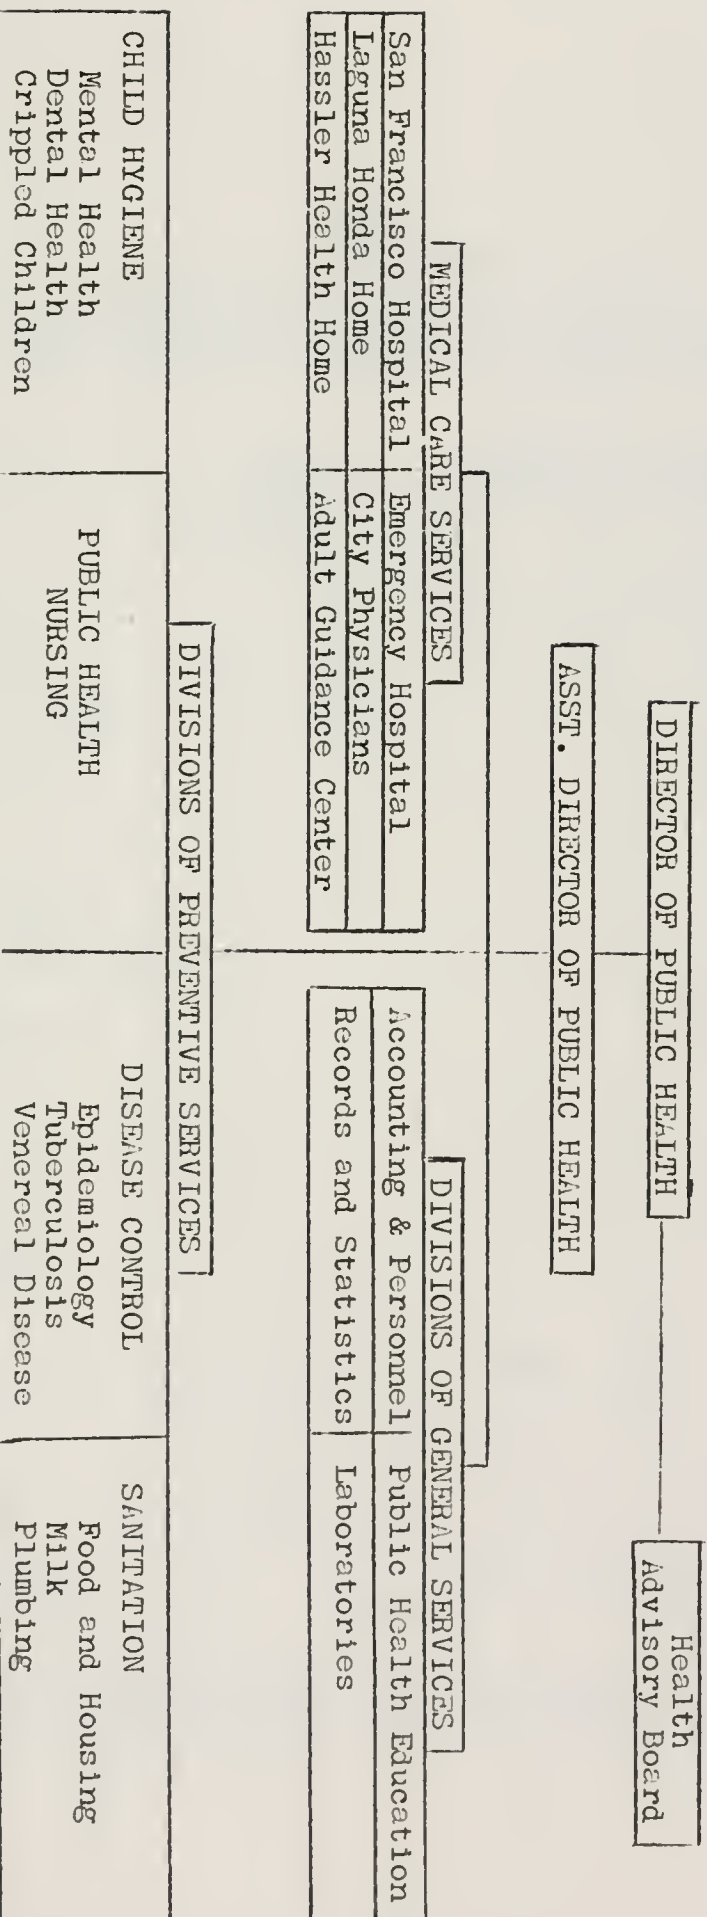 DIRECTOR OF PUBLIC HEALTH
Health
Advisory Board
ASST. DIRECTOR OF PUBLIC HEALTH
MEDICAL CARE SERVICES
San Francisco Hospital
Emergency Hospital
Laguna Honda Home
City Physicians
Hassler Health Home
Adult Guidance Center
DIVISIONS OF GENERAL SERVICES
Accounting & Personnel
Public Health Education
Records and Statistics
Laboratories
DIVISIONS OF PREVENTIVE SERVICES
CHILD HYGIENE
Mental Health
Dental Health
Crippled Children
PUBLIC HEALTH
NURSING
DISEASE CONTROL
Epidemiology
Tuberculosis
Venereal Disease
SANITATION
Food and Housing
Milk
Plumbing